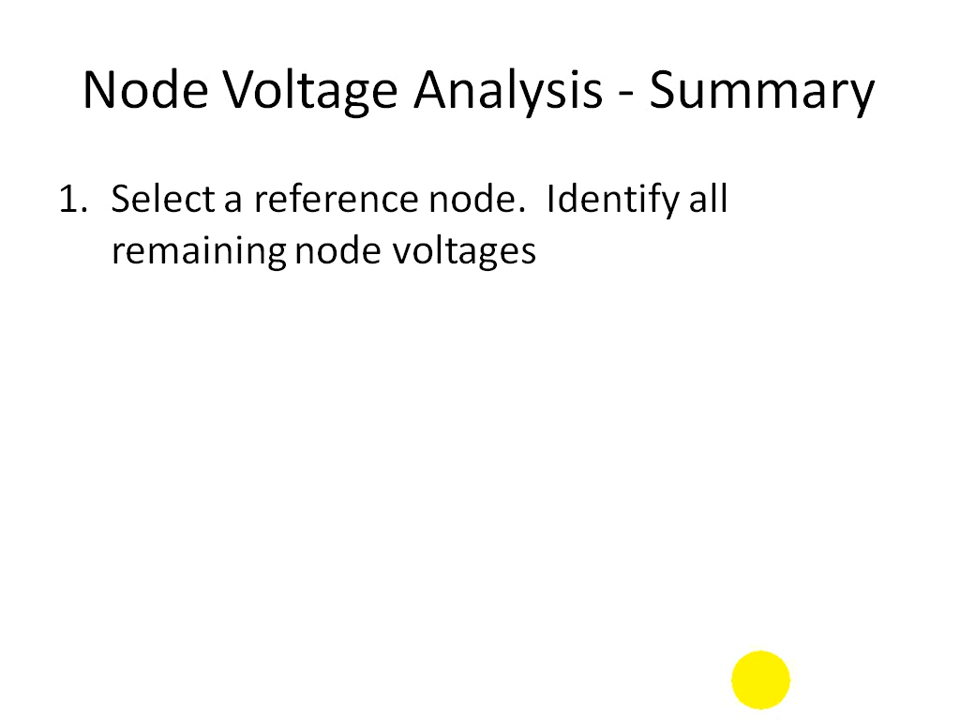 Node Voltage Analysis - Summary
1. Select a reference node.  Identify all
remaining node voltages